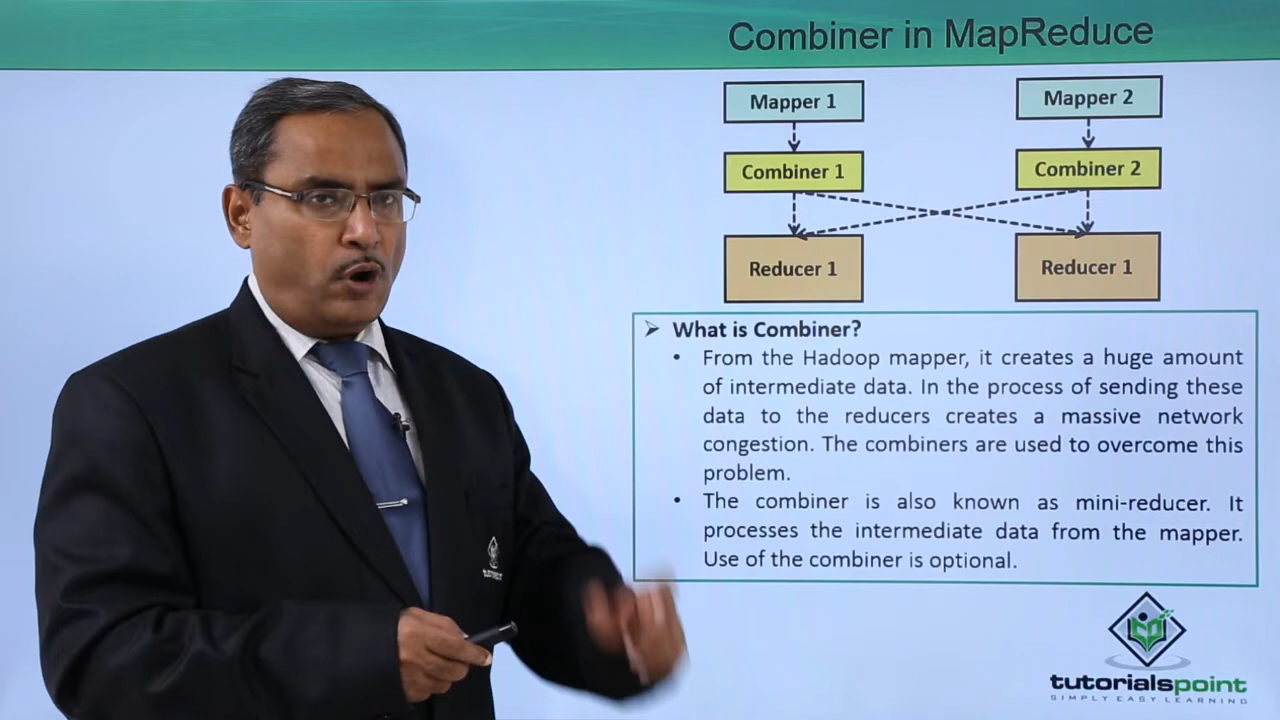 Combiner in MapReduce
Mapper 1
Mapper 2
Combiner 1
Combiner 2
Reducer 1
Reducer 1
➢ What is Combiner?
• From the Hadoop mapper, it creates a huge amount
of intermediate data. In the process of sending these
data to the reducers creates a massive network
congestion. The combiners are used to overcome this
problem.
• The combiner is also known as mini-reducer. It
processes the intermediate data from the mapper.
Use of the combiner is optional.
tutorialspoint
SIMPLY EASY LEARNING